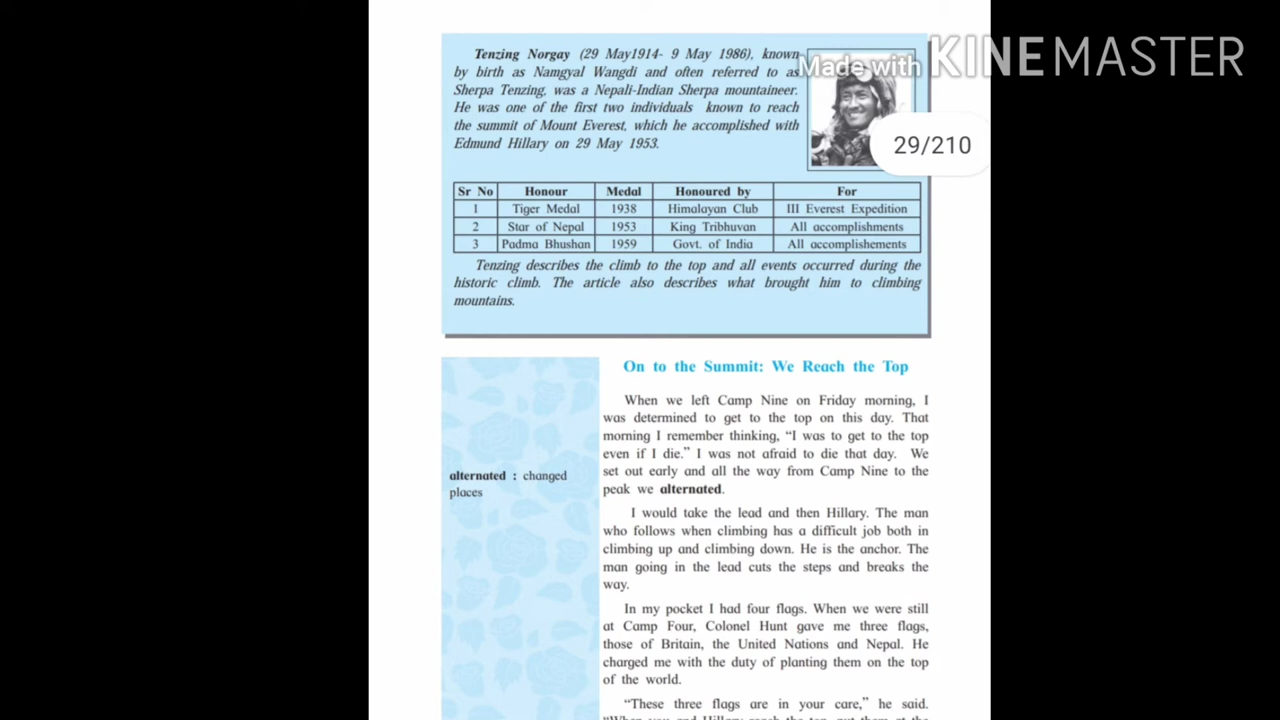 Made with KINEMASTER
29/210
Tenzing Norgay (29 May1914- 9 May 1986), known
by birth as Namgyal Wangdi and often referred to as
Sherpa Tenzing, was a Nepali-Indian Sherpa mountaineer.
He was one of the first two individuals known to reach
the summit of Mount Everest, which he accomplished with
Edmund Hillary on 29 May 1953.
Sr No Honour Medal Honoured by For
1 Tiger Medal 1938 Himalayan Club III Everest Expedition
2 Star of Nepal 1953 King Tribhuvan All accomplishments
3 Padma Bhushan 1959 Govt. of India All accomplishements
Tenzing describes the climb to the top and all events occurred during the
historic climb. The article also describes what brought him to climbing
mountains.
On to the Summit: We Reach the Top
When we left Camp Nine on Friday morning, I
was determined to get to the top on this day. That
morning I remember thinking, “I was to get to the top
even if I die.” I was not afraid to die that day. We
set out early and all the way from Camp Nine to the
peak we alternated.
alternated : changed
places
I would take the lead and then Hillary. The man
who follows when climbing has a difficult job both in
climbing up and climbing down. He is the anchor. The
man going in the lead cuts the steps and breaks the
way.
In my pocket I had four flags. When we were still
at Camp Four, Colonel Hunt gave me three flags,
those of Britain, the United Nations and Nepal. He
charged me with the duty of planting them on the top
of the world.
“These three flags are in your care,” he said.
“When you and Hillary reach the top, put them at the